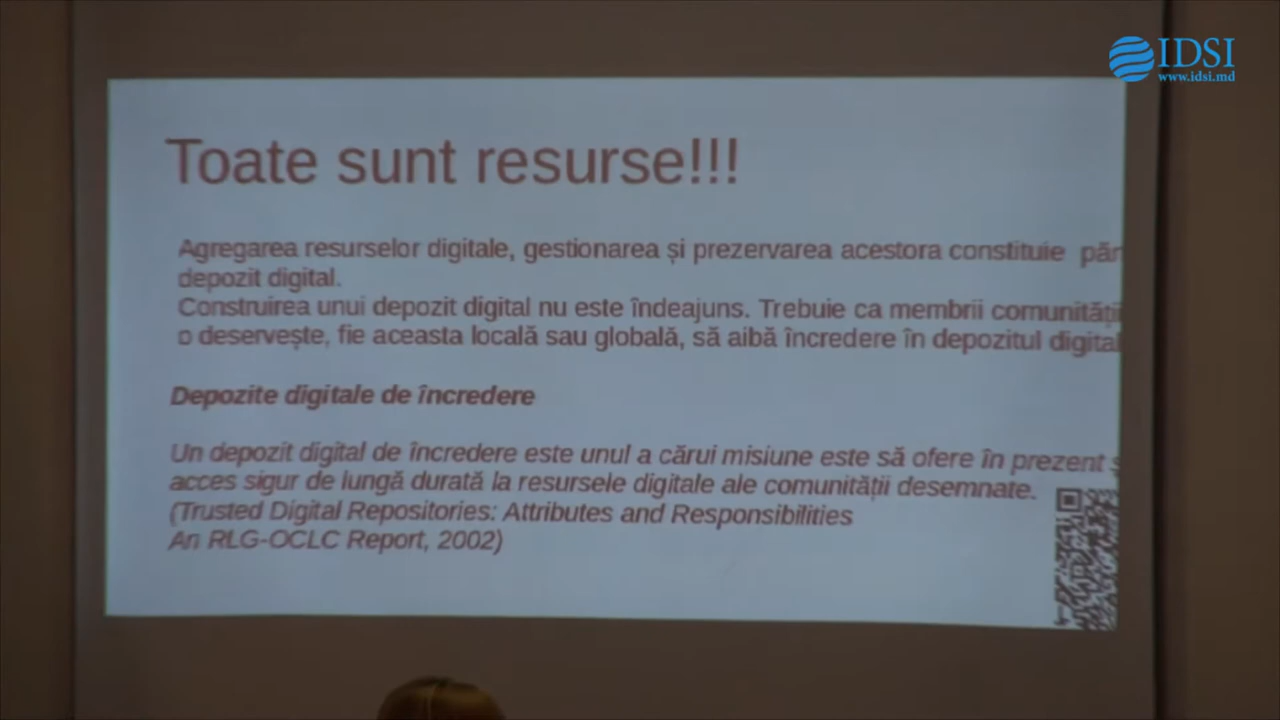 IDSI
www.idsi.md
Toate sunt resurse!!!
Agregarea resurselor digitale, gestionarea și prezervarea acestora constituie
depozit digital.
Construirea unui depozit digital nu este îndeajuns. Trebuie ca membrii comunității
o deservește, fie aceasta locală sau globală, să aibă încredere în depozitul digital
Depozite digitale de încredere
Un depozit digital de încredere este unul a cărui misiune este să ofere în prezent
acces sigur de lungă durată la resursele digitale ale comunității desemnate.
(Trusted Digital Repositories: Attributes and Responsibilities
An RLG-OCLC Report, 2002)